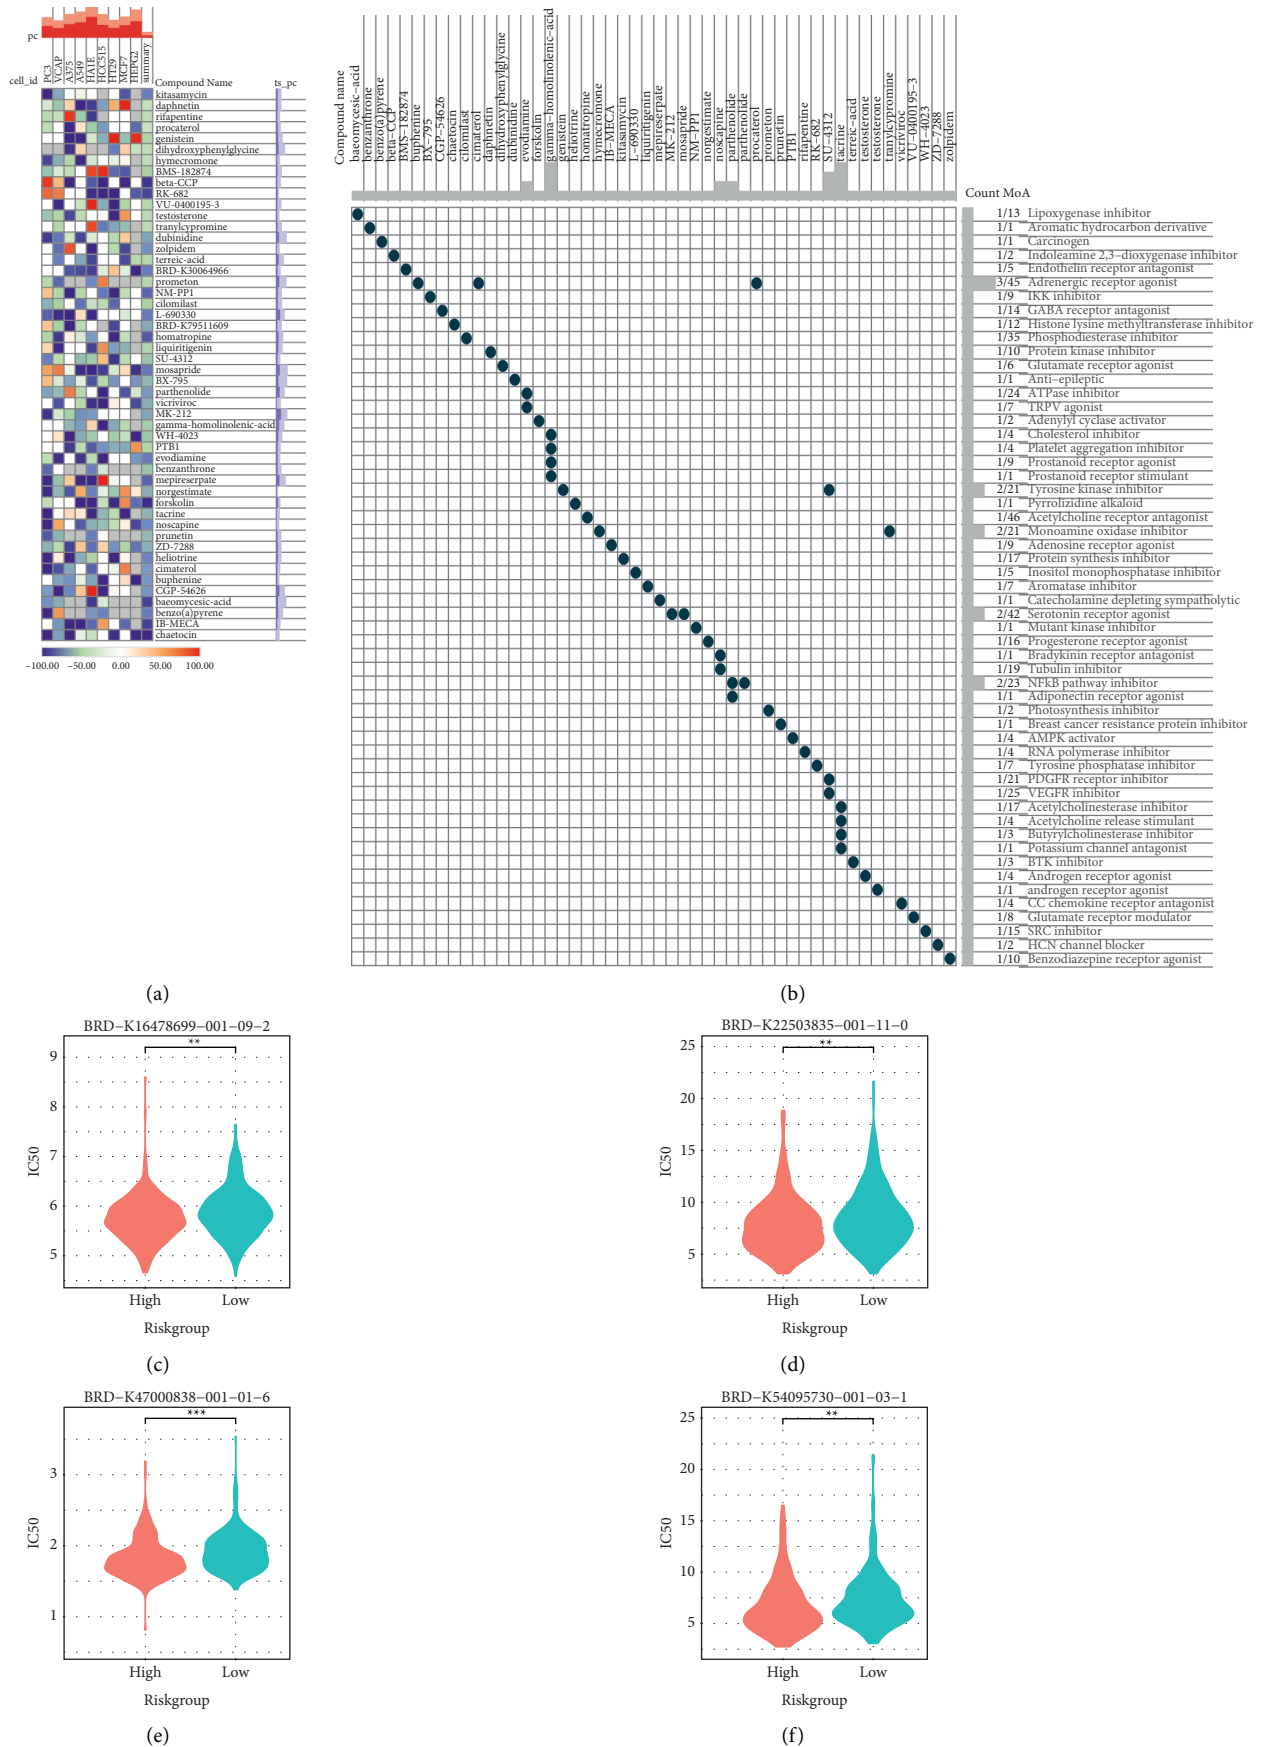 pc
cell_id
PC3
VCAP
A375
A549
HA1E
HCC515
HT29
MCF7
HEPG2
summary
Compound Name
ts_pc
kitasamycin
daphnetin
rifapentine
procaterol
genistein
dihydroxyphenylglycine
hymecromone
BMS-182874
beta-CCP
RK-682
VU-0400195-3
testosterone
tranylcypromine
dubinidine
zolpidem
terreic-acid
BRD-K30064966
prometon
NM-PP1
cilomilast
L-690330
BRD-K79511609
homatropine
liquiritigenin
SU-4312
mosapride
BX-795
parthenolide
vicriviroc
MK-212
gamma-homolinolenic-acid
WH-4023
PTB1
evodiamine
benzanthrone
mepireserpate
norgestimate
forskolin
tacrine
noscapine
prunetin
ZD-7288
heliotrine
cimaterol
buphenine
CGP-54626
baeomycesic-acid
benzo(a)pyrene
IB-MECA
chaetocin
−100.00 −50.00 0.00 50.00 100.00
(a)
Compound name
baeomycesic−acid
benzanthrone
benzo(a)pyrene
beta−CCP
BMS−182874
buphenine
BX−795
CGP−54626
chaetocin
cilomilast
cimaterol
daphnetin
dihydroxyphenylglycine
dubinidine
evodiamine
forskolin
gamma−homolinolenic−acid
genistein
heliotrine
homatropine
hymecromone
IB−MECA
kitasamycin
L−690330
liquiritigenin
mepireserpate
MK−212
mosapride
NM−PP1
norgestimate
noscapine
parthenolide
parthenolide
procaterol
prometon
prunetin
PTB1
rifapentine
RK−682
SU−4312
tacrine
terreic−acid
testosterone
testosterone
tranylcypromine
vicriviroc
VU−0400195−3
WH−4023
ZD−7288
zolpidem
Count MoA
1/13 Lipoxygenase inhibitor
1/1 Aromatic hydrocarbon derivative
1/1 Carcinogen
1/2 Indoleamine 2,3−dioxygenase inhibitor
1/5 Endothelin receptor antagonist
3/45 Adrenergic receptor agonist
1/9 IKK inhibitor
1/14 GABA receptor antagonist
1/12 Histone lysine methyltransferase inhibitor
1/35 Phosphodiesterase inhibitor
1/10 Protein kinase inhibitor
1/6 Glutamate receptor agonist
1/1 Anti−epileptic
1/24 ATPase inhibitor
1/7 TRPV agonist
1/2 Adenylyl cyclase activator
1/4 Cholesterol inhibitor
1/4 Platelet aggregation inhibitor
1/9 Prostanoid receptor agonist
1/1 Prostanoid receptor stimulant
2/21 Tyrosine kinase inhibitor
1/1 Pyrrolizidine alkaloid
1/46 Acetylcholine receptor antagonist
2/21 Monoamine oxidase inhibitor
1/9 Adenosine receptor agonist
1/17 Protein synthesis inhibitor
1/5 Inositol monophosphatase inhibitor
1/7 Aromatase inhibitor
1/1 Catecholamine depleting sympatholytic
2/42 Serotonin receptor agonist
1/1 Mutant kinase inhibitor
1/16 Progesterone receptor agonist
1/1 Bradykinin receptor antagonist
1/19 Tubulin inhibitor
2/23 NFkB pathway inhibitor
1/1 Adiponectin receptor agonist
1/2 Photosynthesis inhibitor
1/1 Breast cancer resistance protein inhibitor
1/4 AMPK activator
1/4 RNA polymerase inhibitor
1/7 Tyrosine phosphatase inhibitor
1/21 PDGFR receptor inhibitor
1/25 VEGFR inhibitor
1/17 Acetylcholinesterase inhibitor
1/4 Acetylcholine release stimulant
1/3 Butyrylcholinesterase inhibitor
1/1 Potassium channel antagonist
1/3 BTK inhibitor
1/4 Androgen receptor agonist
1/1 androgen receptor agonist
1/4 CC chemokine receptor antagonist
1/8 Glutamate receptor modulator
1/15 SRC inhibitor
1/2 HCN channel blocker
1/10 Benzodiazepine receptor agonist
(b)
BRD−K16478699−001−09−2
**
9
8
7
6
5
IC50
High Low
Riskgroup
(c)
BRD−K22503835−001−11−0
**
25
20
15
10
5
IC50
High Low
Riskgroup
(d)
BRD−K47000838−001−01−6
***
3
2
1
IC50
High Low
Riskgroup
(e)
BRD−K54095730−001−03−1
**
25
20
15
10
5
IC50
High Low
Riskgroup
(f)